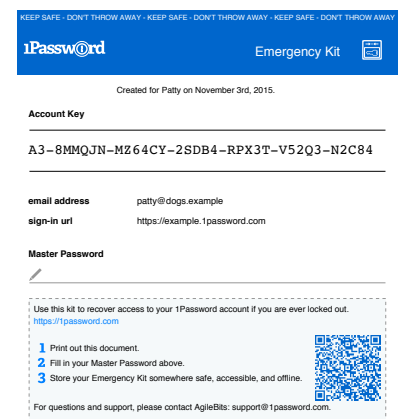 KEEP SAFE - DON'T THROW AWAY - KEEP SAFE - DON'T THROW AWAY - KEEP SAFE - DON'T THROW AWAY - KEEP SAFE - DON'T THROW AWAY
1Password
Emergency Kit
Created for Patty on November 3rd, 2015.
Account Key
A3-8MMQJN-MZ64CY-2SDB4-RPX3T-V52Q3-N2C84
email address patty@dogs.example
sign-in url https://example.1password.com
Master Password
Use this kit to recover access to your 1Password account if you are ever locked out.
https://1password.com
1 Print out this document.
2 Fill in your Master Password above.
3 Store your Emergency Kit somewhere safe, accessible, and offline.
For questions and support, please contact AgileBits: support@1password.com.